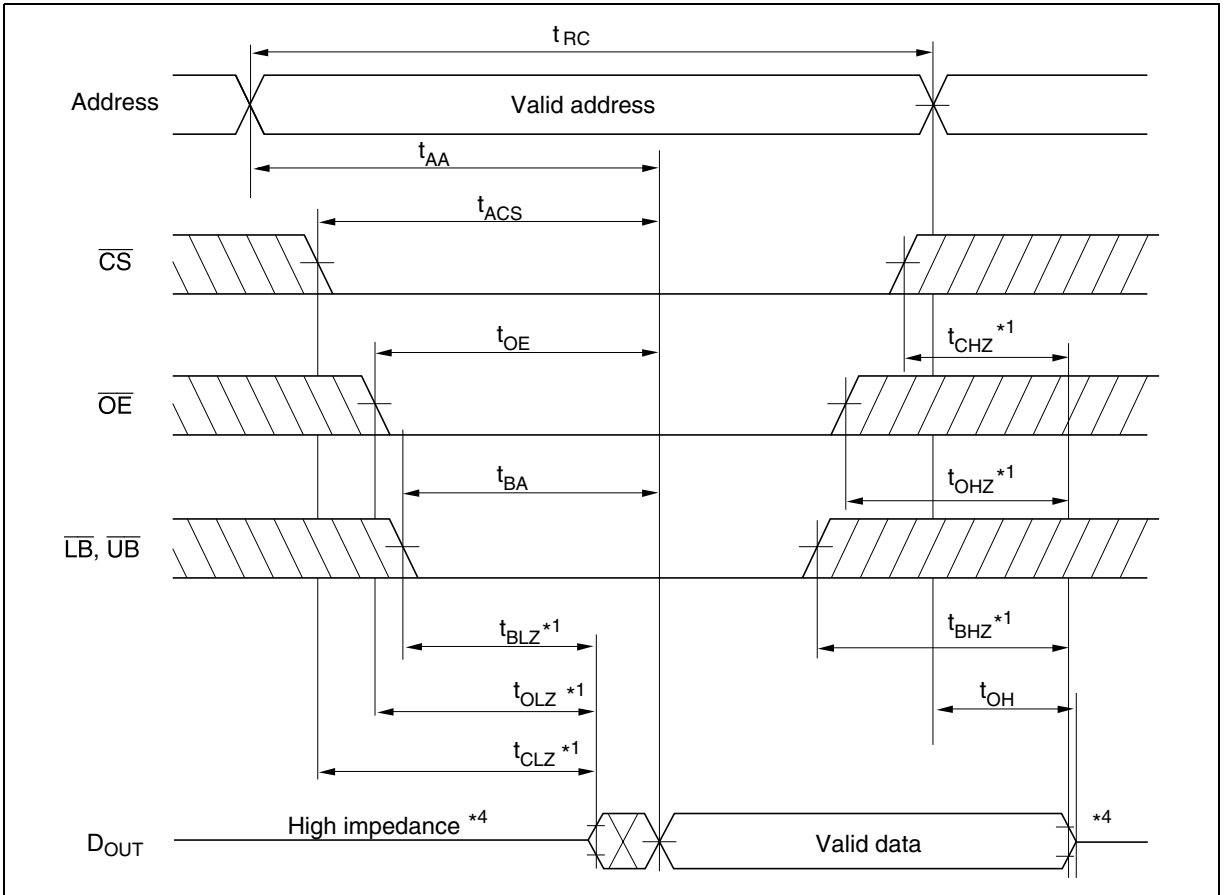 tRC
Address
Valid address
tAA
tACS
CS
tCHZ *1
tOE
OE
tOHZ *1
tBA
LB, UB
tBLZ *1
tBHZ *1
tOLZ *1
tOH
tCLZ *1
High impedance *4
*4
DOUT
Valid data